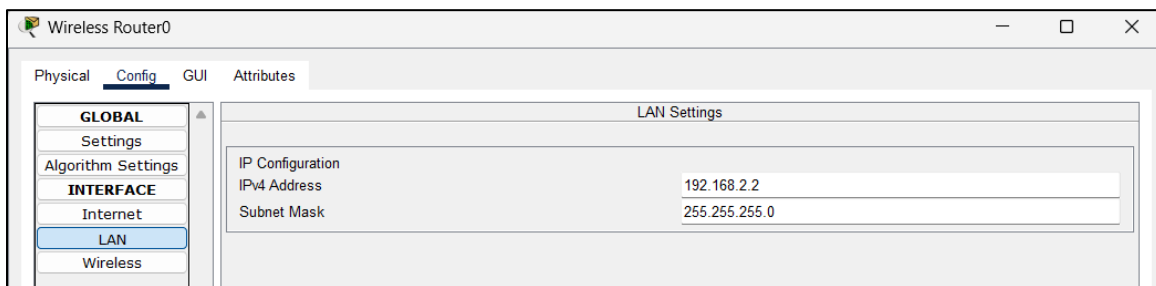 Wireless Router0
Physical Config GUI Attributes
GLOBAL
Settings
Algorithm Settings
INTERFACE
Internet
LAN
Wireless
LAN Settings
IP Configuration
IPv4 Address 192.168.2.2
Subnet Mask 255.255.255.0